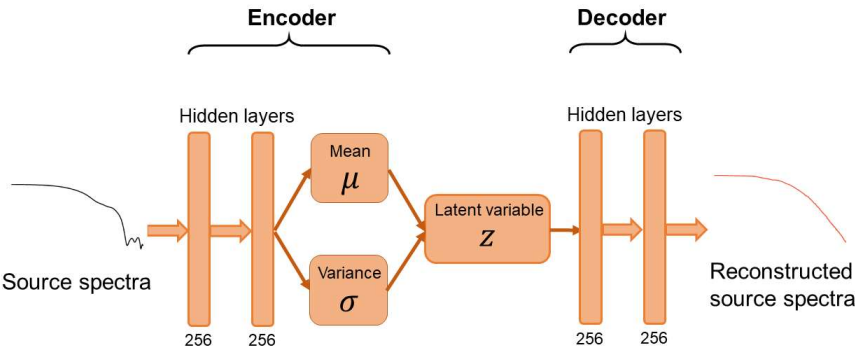 Encoder
Decoder
Hidden layers
Hidden layers
Mean
μ
Latent variable
z
Variance
σ
Source spectra
Reconstructed
source spectra
256
256
256
256